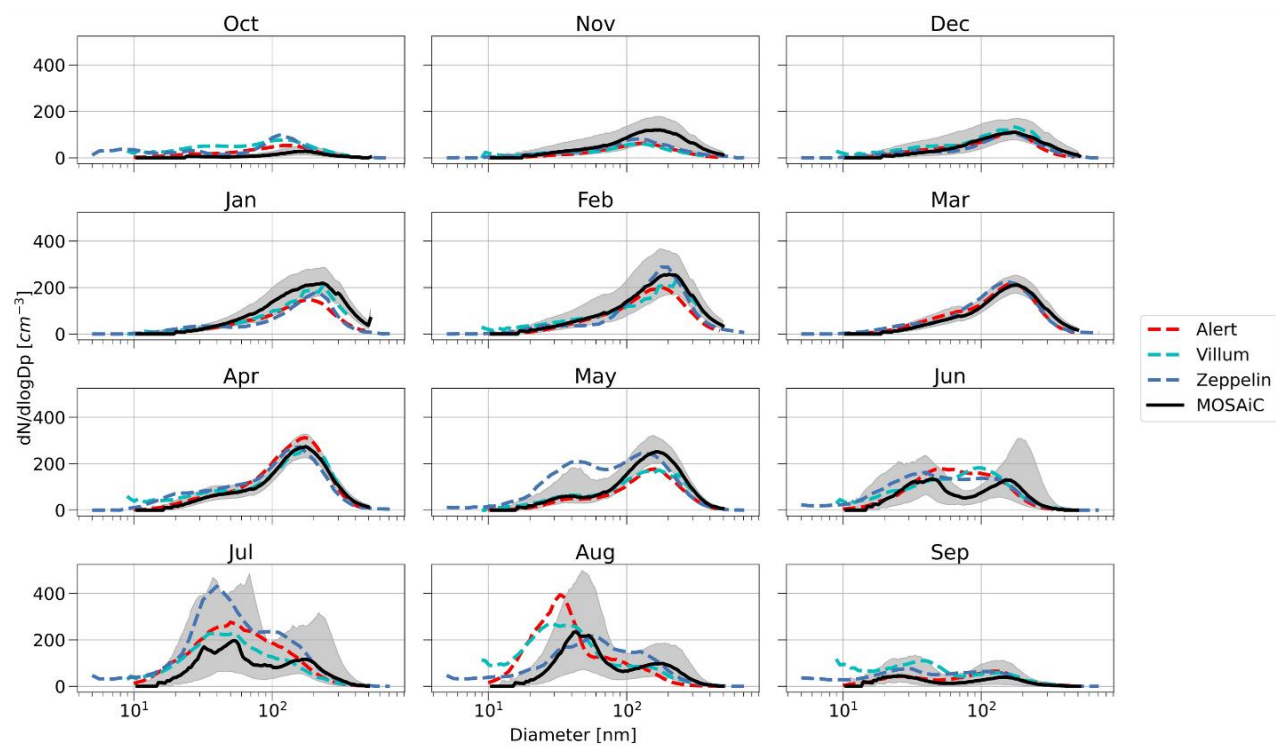 Oct
Nov
Dec
400
200
0
Jan
Feb
Mar
400
200
0
Apr
May
Jun
400
200
0
Jul
Aug
Sep
400
200
0
10¹ 10² 10¹ 10² 10¹ 10²
dN/dlogDp [cm⁻³]
Diameter [nm]
Alert
Villum
Zeppelin
MOSAiC